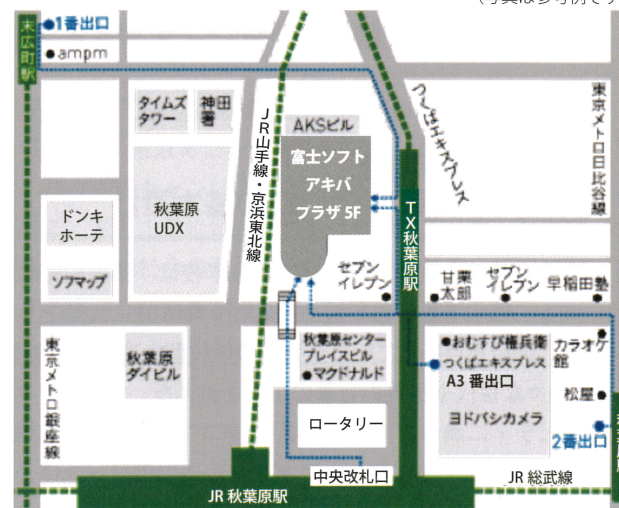 (写真は参考例です
末広町駅
●1番出口
●ampm
タイムズ
タワー
神田
署
JR山手線・京浜東北線
AKSビル
富士ソフト
アキバ
プラザ 5F
つくばエキスプレス
東京メトロ日比谷線
ドンキ
ホーテ
秋葉原
UDX
TX秋葉原駅
ソフマップ
セブン
イレブン
甘栗
太郎
セブン
イレブン
早稲田塾
東京メトロ銀座線
秋葉原
ダイビル
秋葉原センター
プレイスビル
●マクドナルド
●おむすび権兵衛
つくばエキスプレス
A3 番出口
カラオケ
館
松屋●
ヨドバシカメラ
2番出口
ロータリー
中央改札口
JR 秋葉原駅
JR 総武線